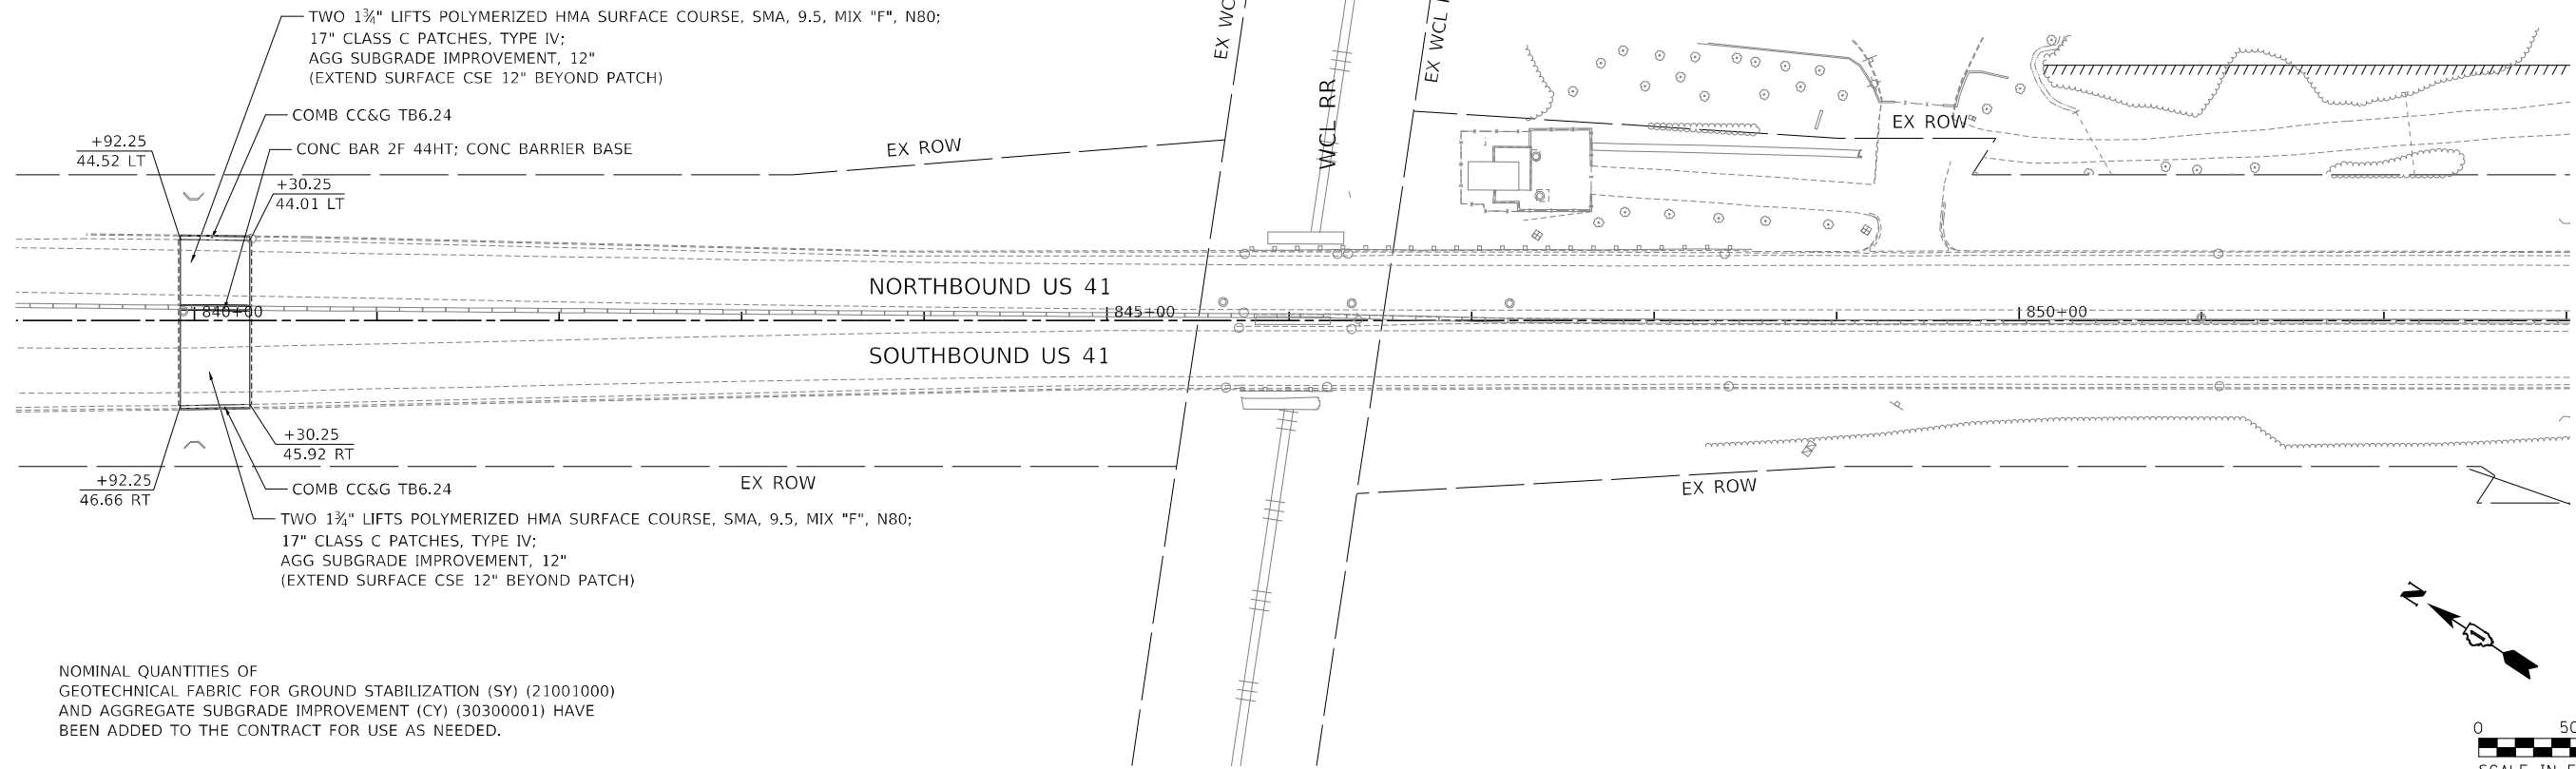 TWO 1¾" LIFTS POLYMERIZED HMA SURFACE COURSE, SMA, 9.5, MIX "F", N80;
17" CLASS C PATCHES, TYPE IV;
AGG SUBGRADE IMPROVEMENT, 12"
(EXTEND SURFACE CSE 12" BEYOND PATCH)
COMB CC&G TB6.24
CONC BAR 2F 44HT; CONC BARRIER BASE
+92.25
44.52 LT
+30.25
44.01 LT
EX ROW
EX WC
WCL RR
EX WCL
EX ROW
NORTHBOUND US 41
840+00
845+00
850+00
SOUTHBOUND US 41
+30.25
45.92 RT
+92.25
46.66 RT
COMB CC&G TB6.24
EX ROW
EX ROW
TWO 1¾" LIFTS POLYMERIZED HMA SURFACE COURSE, SMA, 9.5, MIX "F", N80;
17" CLASS C PATCHES, TYPE IV;
AGG SUBGRADE IMPROVEMENT, 12"
(EXTEND SURFACE CSE 12" BEYOND PATCH)
NOMINAL QUANTITIES OF
GEOTECHNICAL FABRIC FOR GROUND STABILIZATION (SY) (21001000)
AND AGGREGATE SUBGRADE IMPROVEMENT (CY) (30300001) HAVE
BEEN ADDED TO THE CONTRACT FOR USE AS NEEDED.
N
0 50